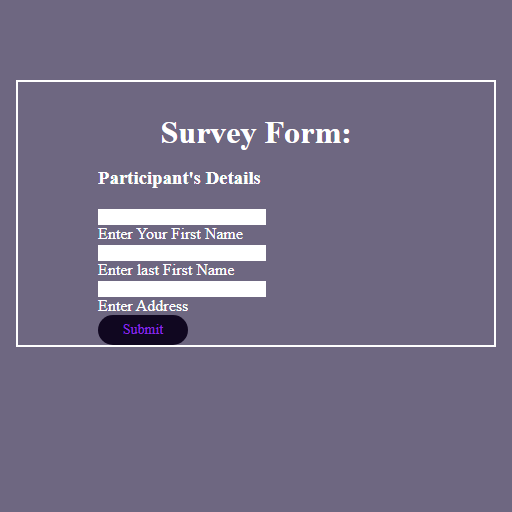 Survey Form:
Participant's Details
Enter Your First Name
Enter last First Name
Enter Address
Submit